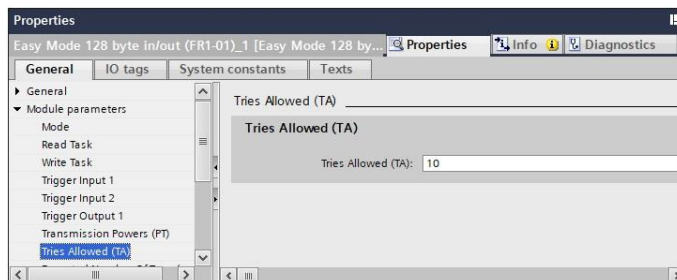 Properties
Easy Mode 128 byte in/out (FR1-01)_1 [Easy Mode 128 by...
Properties
Info
Diagnostics
General
IO tags
System constants
Texts
General
Module parameters
Mode
Read Task
Write Task
Trigger Input 1
Trigger Input 2
Trigger Output 1
Transmission Powers (PT)
Tries Allowed (TA)
Tries Allowed (TA)
Tries Allowed (TA)
Tries Allowed (TA): 10